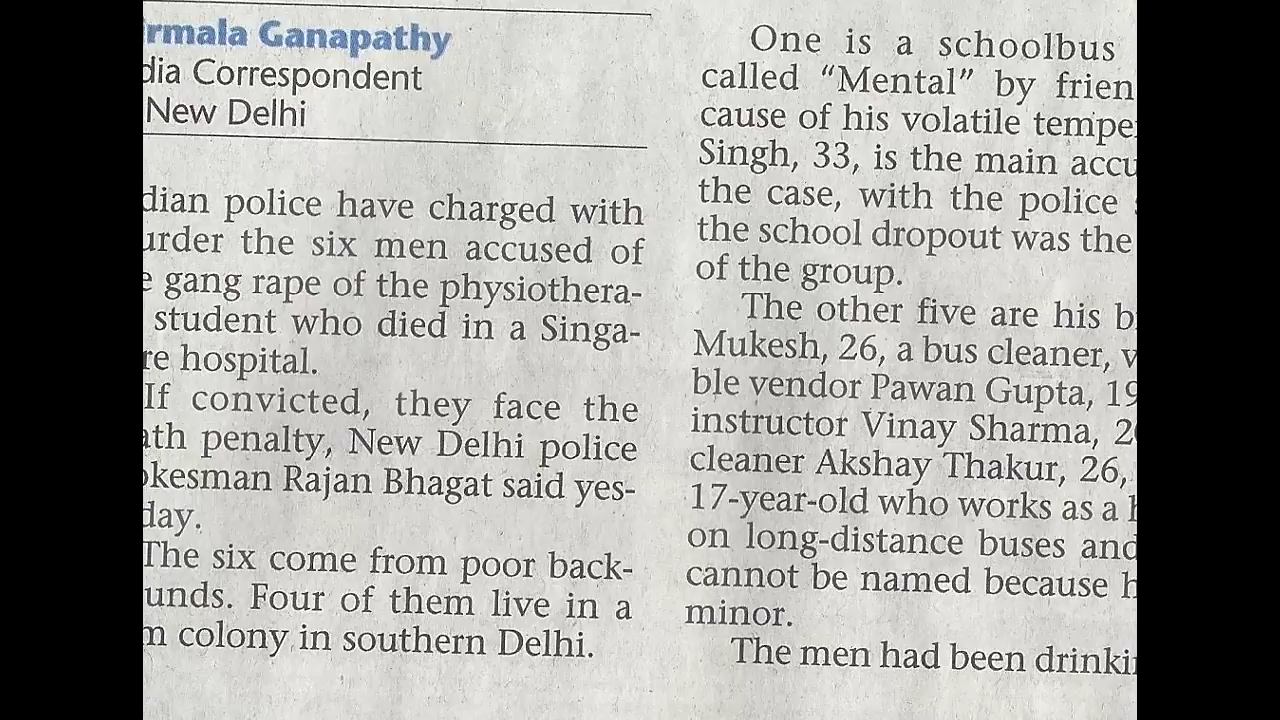 rmala Ganapathy
dia Correspondent
New Delhi
dian police have charged with
urder the six men accused of
e gang rape of the physiothera-
student who died in a Singa-
re hospital.
If convicted, they face the
ath penalty, New Delhi police
okesman Rajan Bhagat said yes-
day.
The six come from poor back-
unds. Four of them live in a
m colony in southern Delhi.
One is a schoolbus
called “Mental” by frien
cause of his volatile tempe
Singh, 33, is the main accu
the case, with the police
the school dropout was the
of the group.
The other five are his b
Mukesh, 26, a bus cleaner, v
ble vendor Pawan Gupta, 19
instructor Vinay Sharma, 20
cleaner Akshay Thakur, 26,
17-year-old who works as a h
on long-distance buses and
cannot be named because h
minor.
The men had been drinki